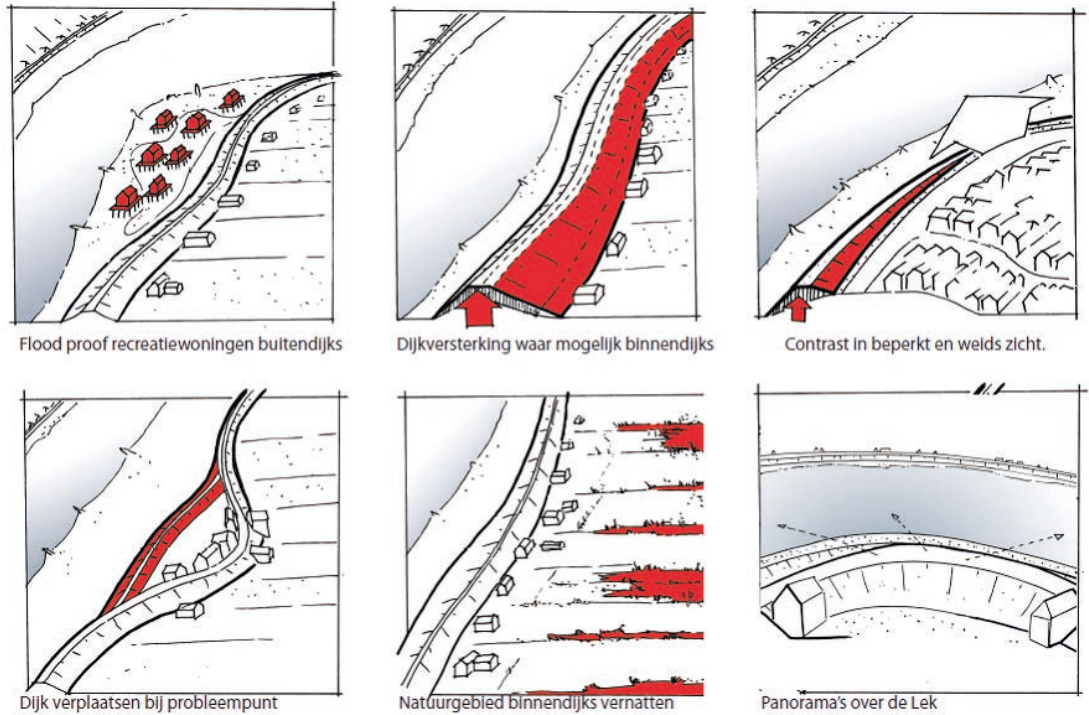 Flood proof recreatiewoningen buitendijks
Dijkversterking waar mogelijk binnendijks
Contrast in beperkt en weids zicht.
Dijk verplaatsen bij probleempunt
Natuurgebied binnendijks vernatten
Panorama's over de Lek